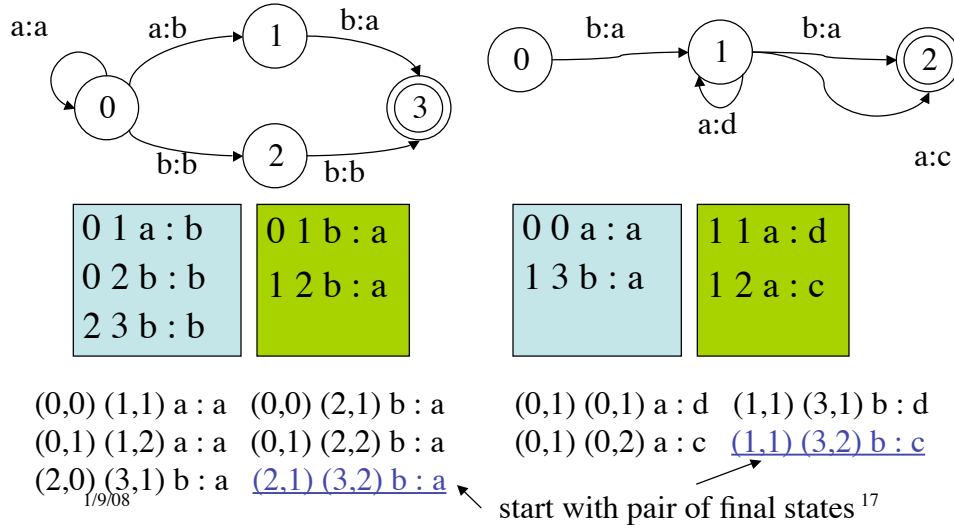 a:a
a:b
1
b:a
0
3
b:b
2
b:b
b:a
b:a
0
1
2
a:d
a:c
0 1 a : b
0 2 b : b
2 3 b : b
0 1 b : a
1 2 b : a
0 0 a : a
1 3 b : a
1 1 a : d
1 2 a : c
(0,0) (1,1) a : a (0,0) (2,1) b : a
(0,1) (1,2) a : a (0,1) (2,2) b : a
(2,0) (3,1) b : a (2,1) (3,2) b : a
(0,1) (0,1) a : d (1,1) (3,1) b : d
(0,1) (0,2) a : c (1,1) (3,2) b : c
start with pair of final states
1/9/08
17